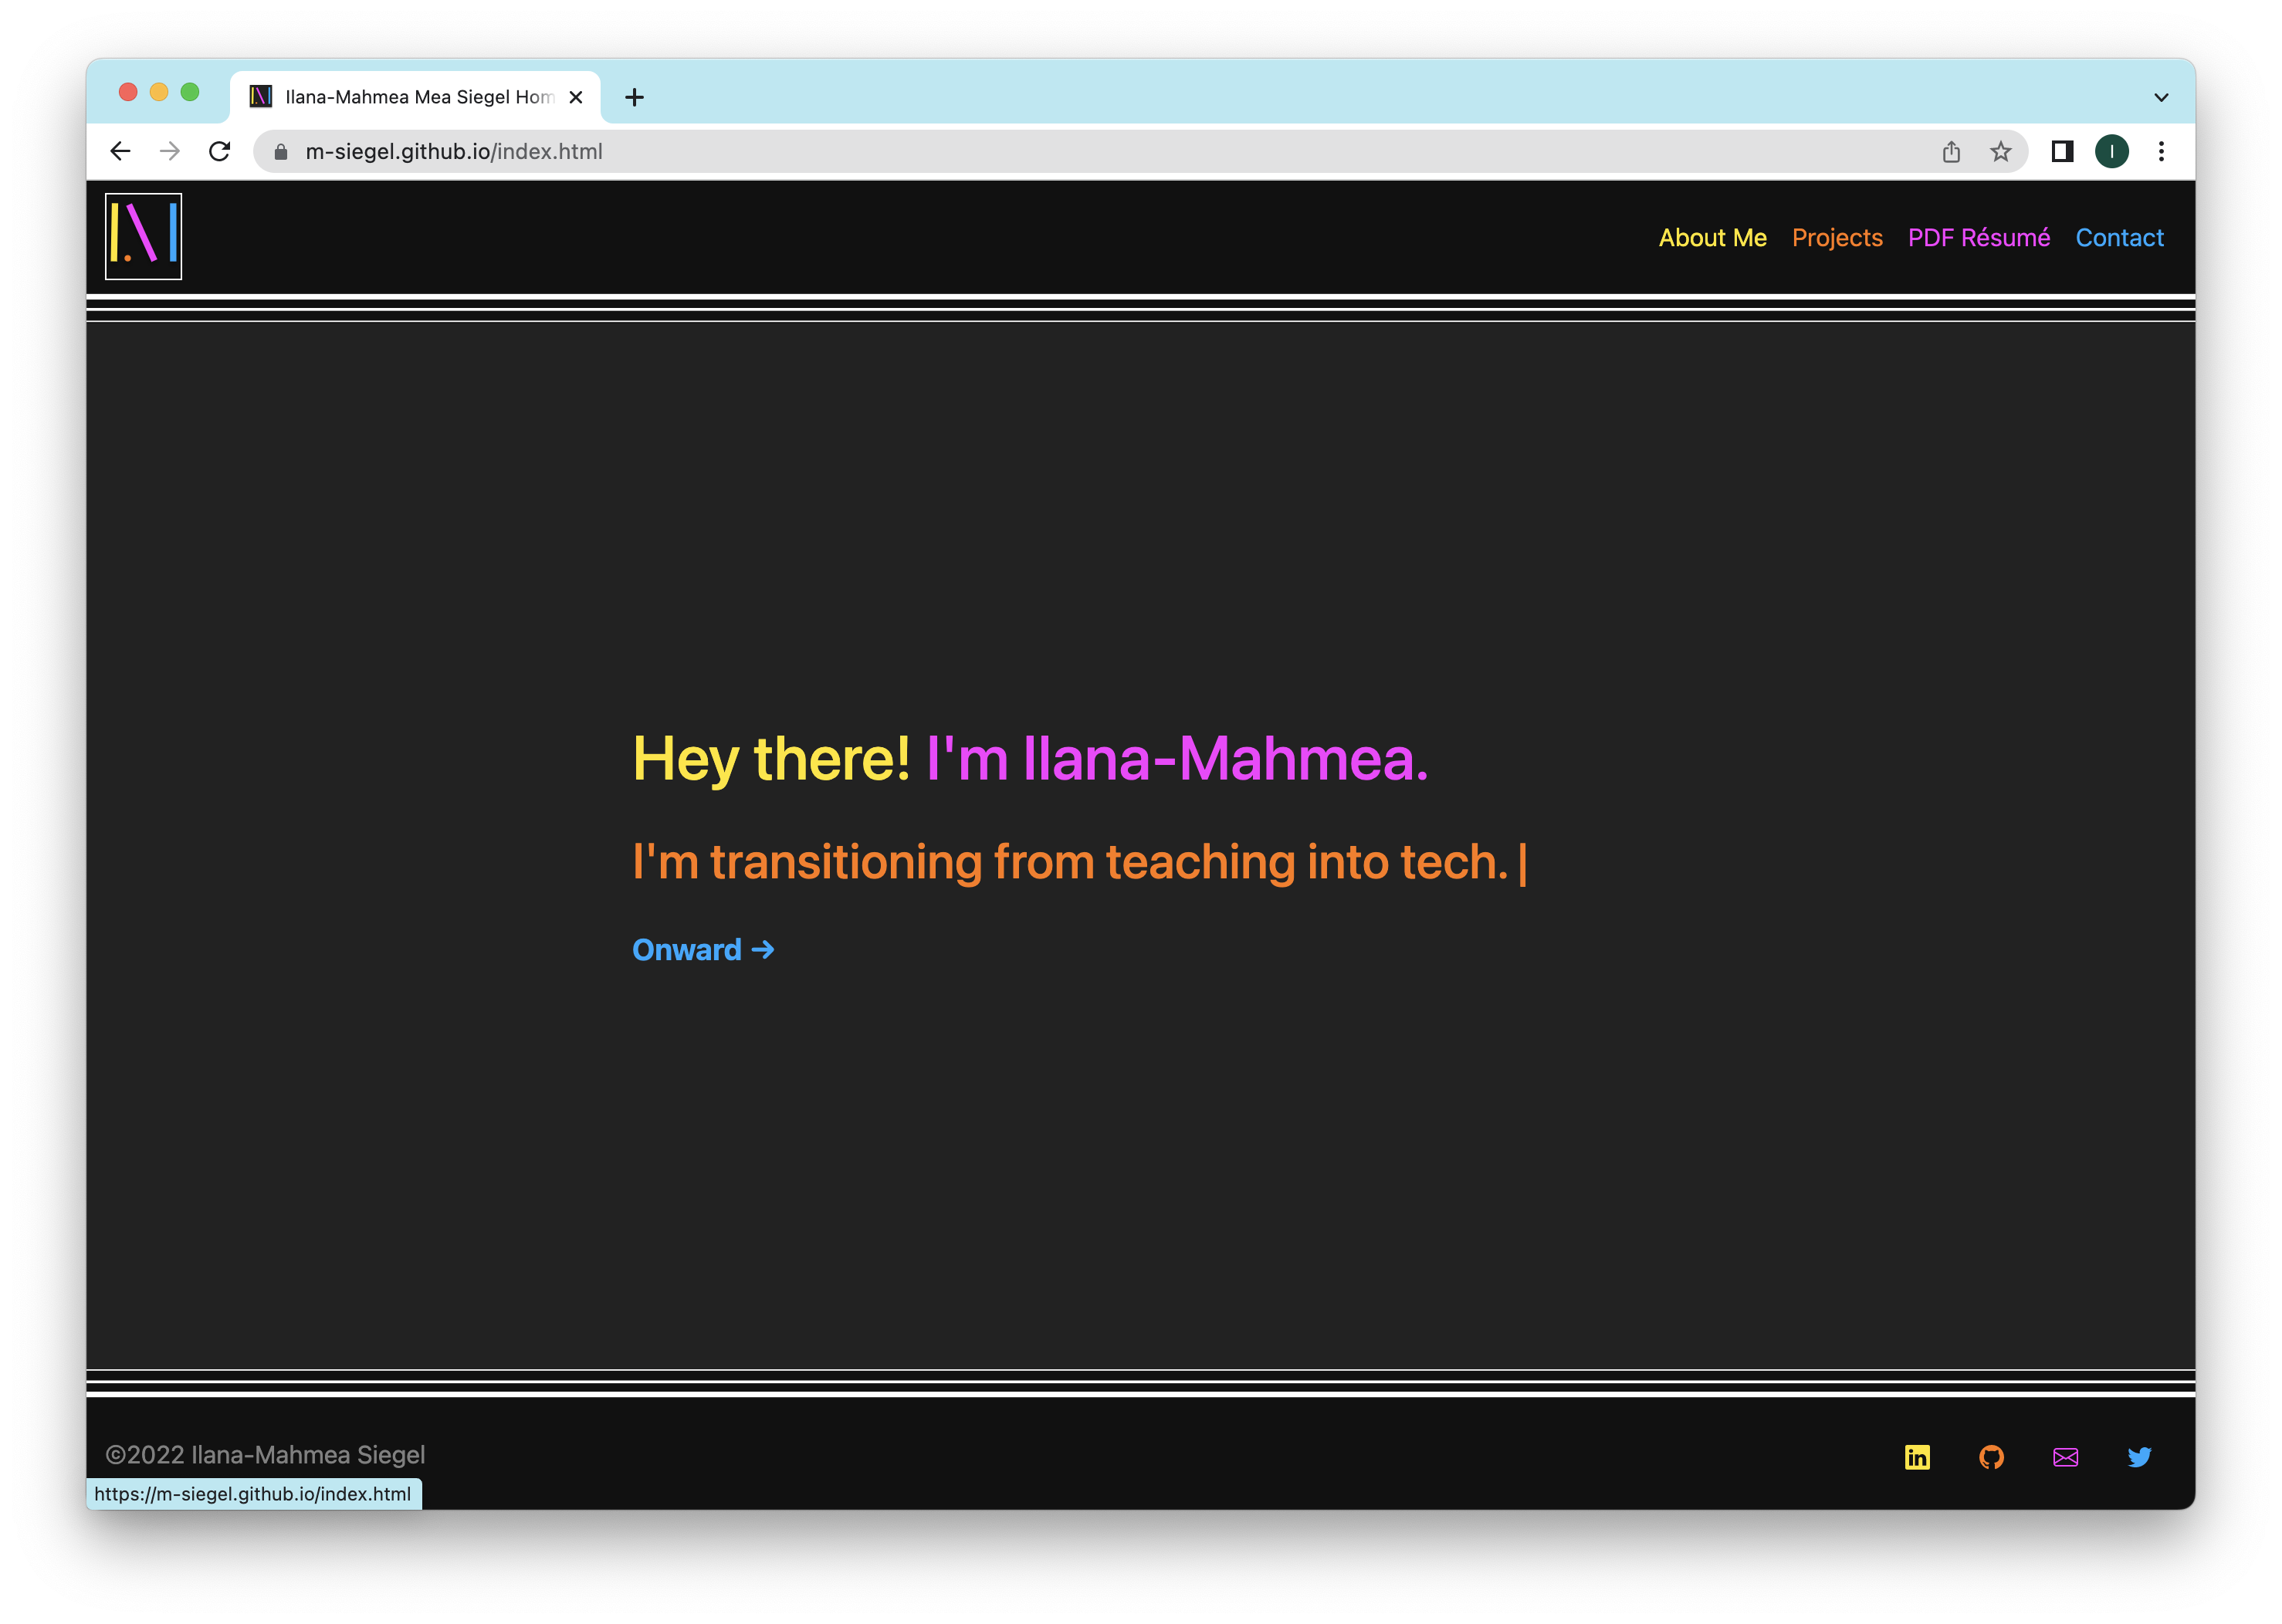 Ilana-Mahmea Mea Siegel Hom
m-siegel.github.io/index.html
I
About Me Projects PDF Résumé Contact
Hey there! I'm Ilana-Mahmea.
I'm transitioning from teaching into tech. |
Onward →
©2022 Ilana-Mahmea Siegel
in
https://m-siegel.github.io/index.html